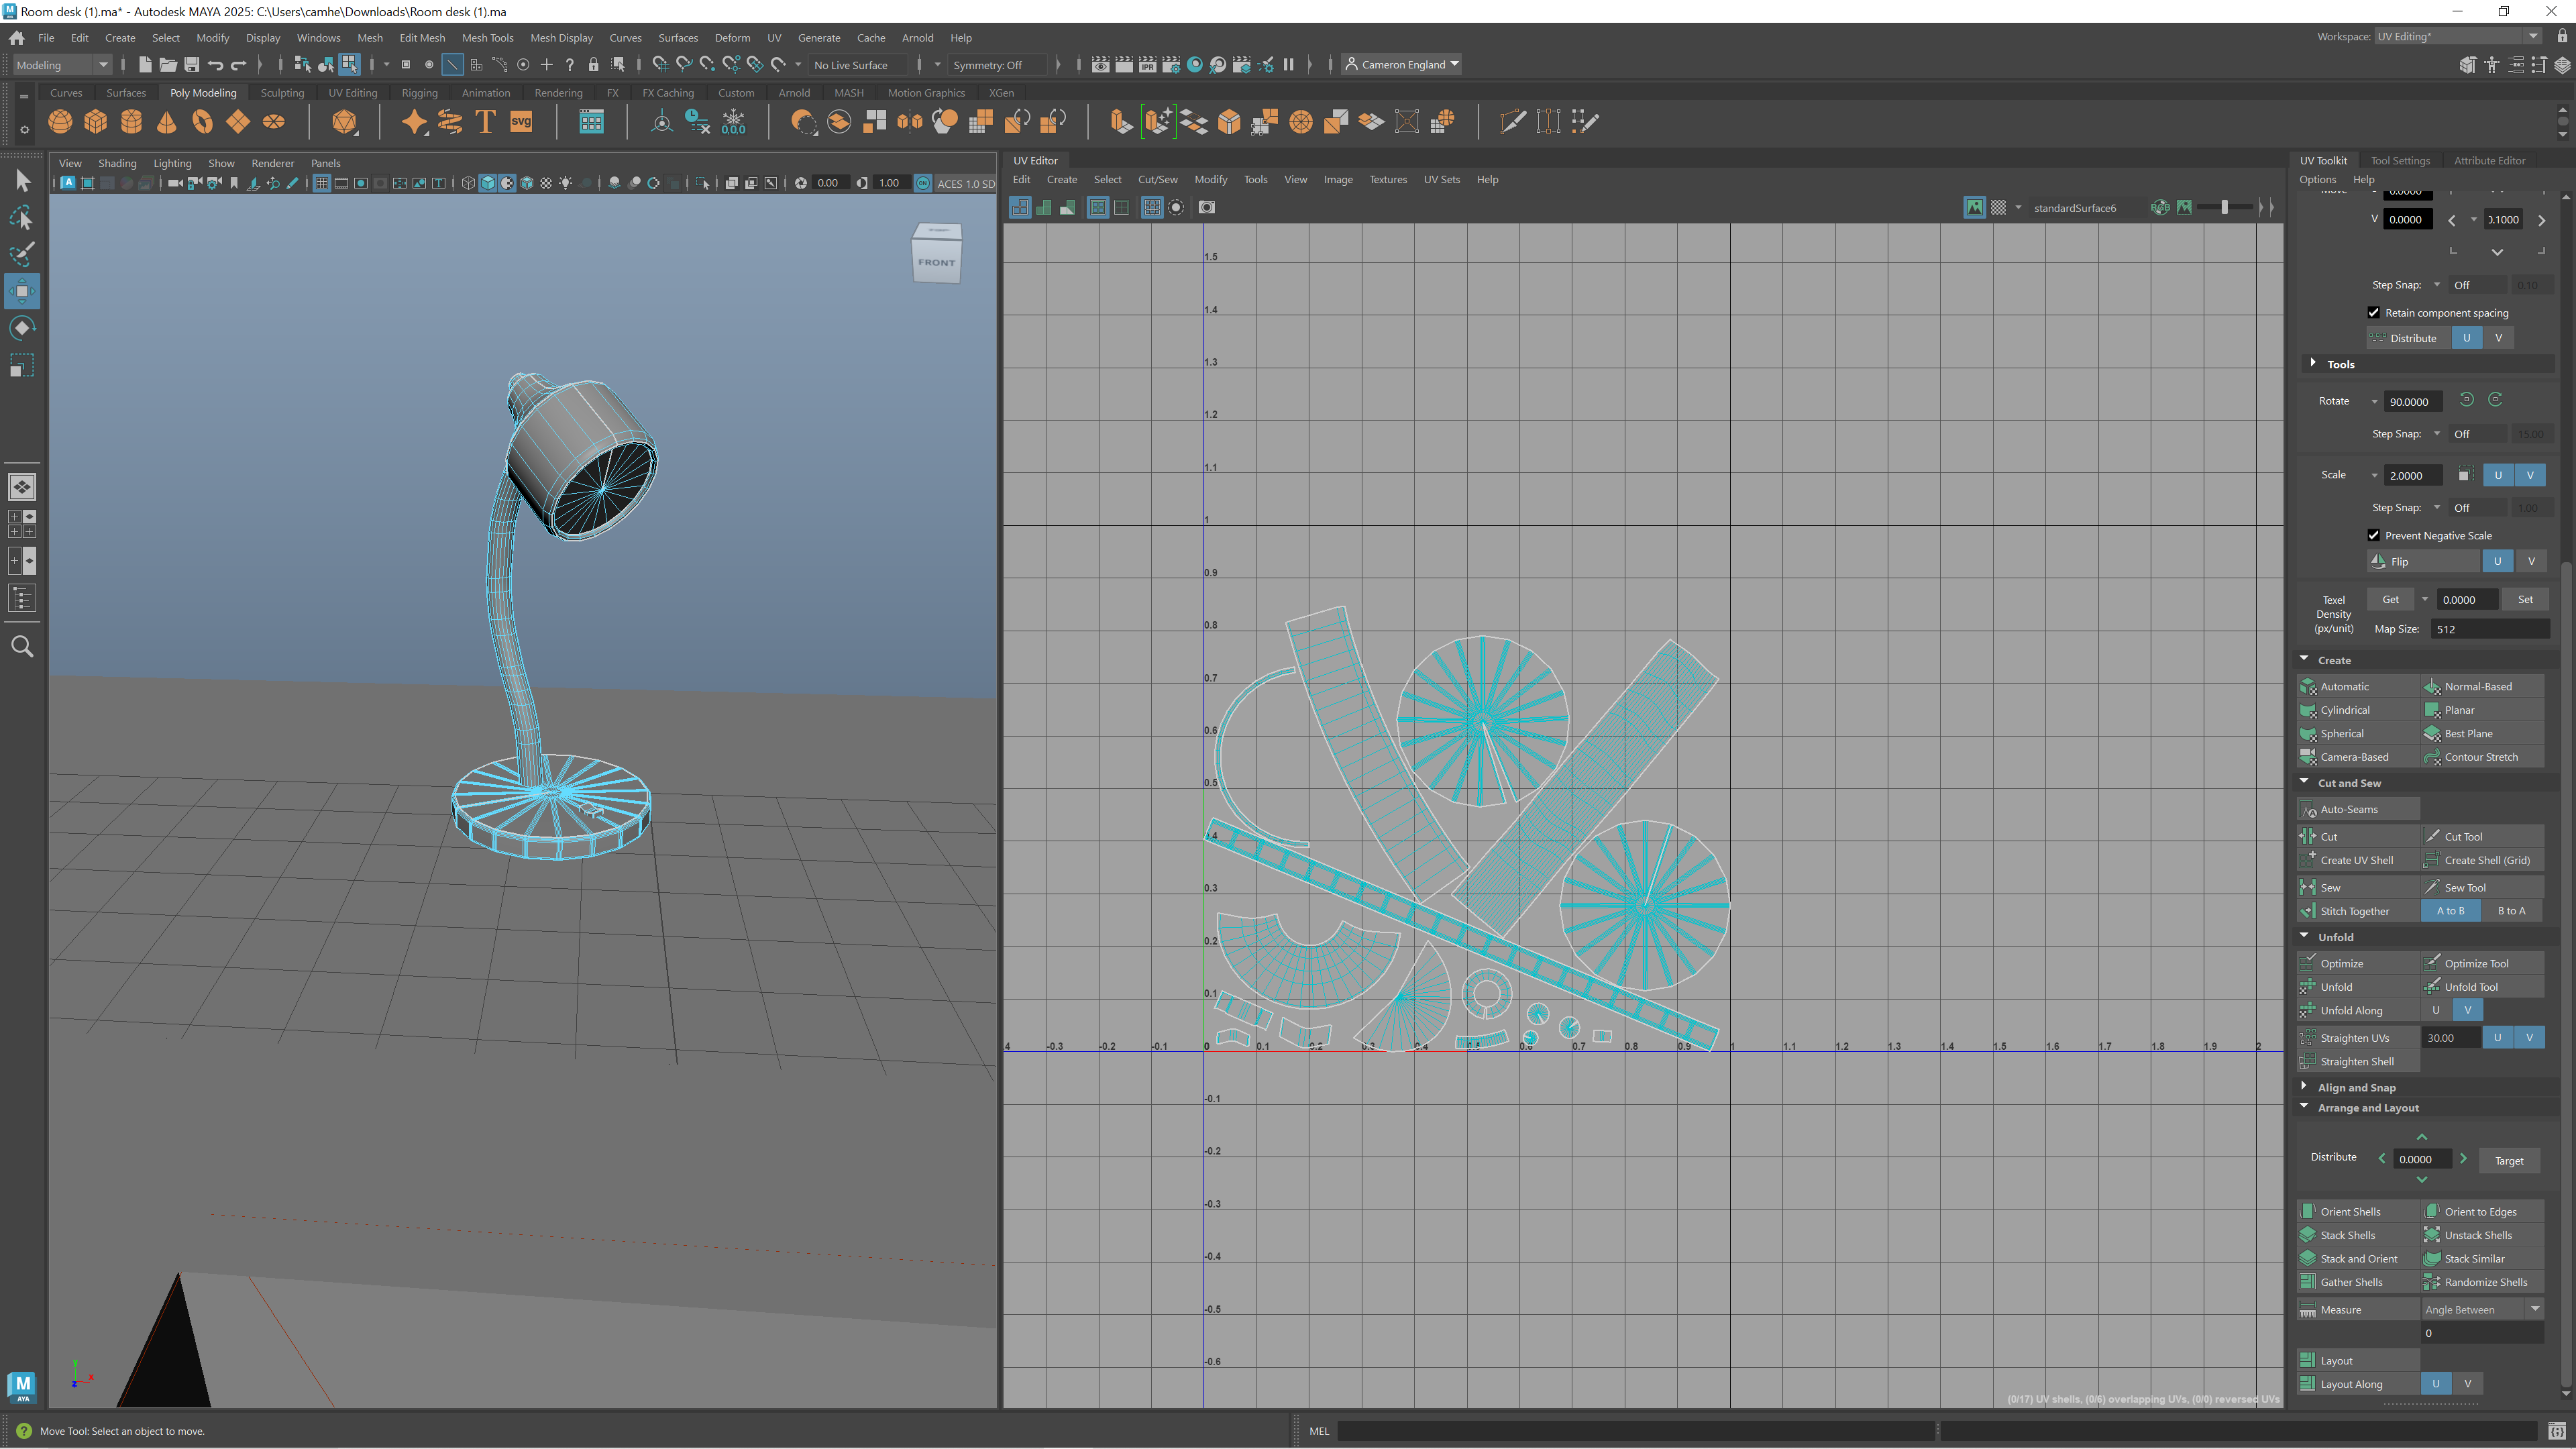 Room desk (1).ma* - Autodesk MAYA 2025: C:\Users\camhe\Downloads\Room desk (1).ma
File Edit Create Select Modify Display Windows Mesh Edit Mesh Mesh Tools Mesh Display Curves Surfaces Deform UV Generate Cache Arnold Help
Workspace: UV Editing*
Modeling
No Live Surface
Symmetry: Off
IPR
Cameron England
Curves Surfaces Poly Modeling Sculpting UV Editing Rigging Animation Rendering FX FX Caching Custom Arnold MASH Motion Graphics XGen
T
SVG
0,0,0
View Shading Lighting Show Renderer Panels
0.00
1.00
ACES 1.0 SD
FRONT
y
x
z
UV Editor
Edit Create Select Cut/Sew Modify Tools View Image Textures UV Sets Help
standardSurface6
RGB
1.5
1.4
1.3
1.2
1.1
1
0.9
0.8
0.7
0.6
0.5
0.4
0.3
0.2
0.1
.4 -0.3 -0.2 -0.1 0 0.1 0.2 0.3 0.4 0.5 0.6 0.7 0.8 0.9 1 1.1 1.2 1.3 1.4 1.5 1.6 1.7 1.8 1.9 2
-0.1
-0.2
-0.3
-0.4
-0.5
-0.6
(0/17) UV shells, (0/6) overlapping UVs, (0/0) reversed UVs
UV Toolkit Tool Settings Attribute Editor
Options Help
Move 0.0000
V 0.0000 0.1000
Step Snap: Off 0.10
Retain component spacing
Distribute U V
Tools
Rotate 90.0000
Step Snap: Off 15.00
Scale 2.0000 U V
Step Snap: Off 1.00
Prevent Negative Scale
Flip U V
Texel Density (px/unit) Get 0.0000 Set
Map Size: 512
Create
Automatic Normal-Based
Cylindrical Planar
Spherical Best Plane
Camera-Based Contour Stretch
Cut and Sew
Auto-Seams
Cut Cut Tool
Create UV Shell Create Shell (Grid)
Sew Sew Tool
Stitch Together A to B B to A
Unfold
Optimize Optimize Tool
Unfold Unfold Tool
Unfold Along U V
Straighten UVs 30.00 U V
Straighten Shell
Align and Snap
Arrange and Layout
Distribute 0.0000 Target
Orient Shells Orient to Edges
Stack Shells Unstack Shells
Stack and Orient Stack Similar
Gather Shells Randomize Shells
Measure Angle Between
0
Layout
Layout Along U V
M
AYA
Move Tool: Select an object to move.
MEL